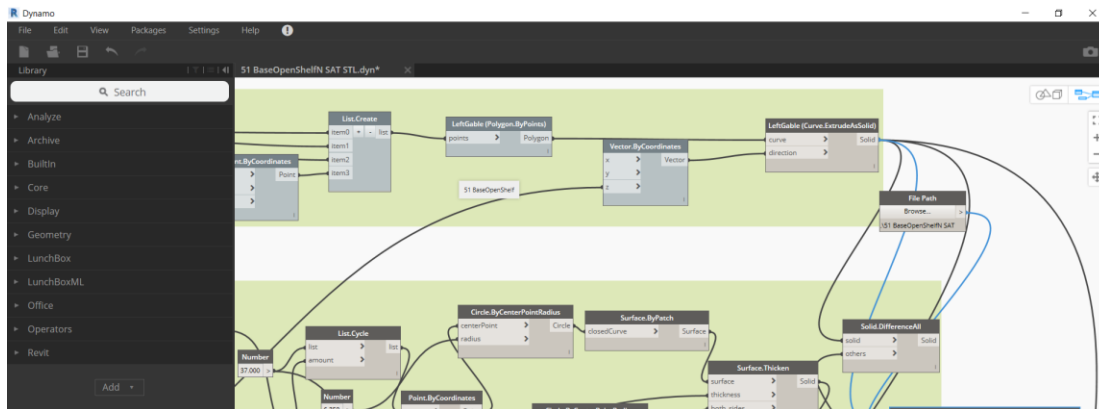 Dynamo
File Edit View Packages Settings Help
Library
51 BaseOpenShelfN SAT STL.dyn*
Search
Analyze
Archive
BuiltIn
Core
Display
Geometry
LunchBox
LunchBoxML
Office
Operators
Revit
Add
List.Create
item0 + - list
item1
item2
item3
nt.ByCoordinates
Point
LeftGable (Polygon.ByPoints)
points > Polygon
51 BaseOpenShelf
Vector.ByCoordinates
x > Vector
y >
z >
LeftGable (Curve.ExtrudeAsSolid)
curve > Solid
direction >
File Path
Browse... >
.\51 BaseOpenShelfN SAT
Number
37.000 >
List.Cycle
list > list
amount >
Number
Point.ByCoordinates
Circle.ByCenterPointRadius
centerPoint > Circle
radius >
Surface.ByPatch
closedCurve > Surface
Surface.Thicken
surface > Solid
thickness >
both_sides >
Solid.DifferenceAll
solid > Solid
others >